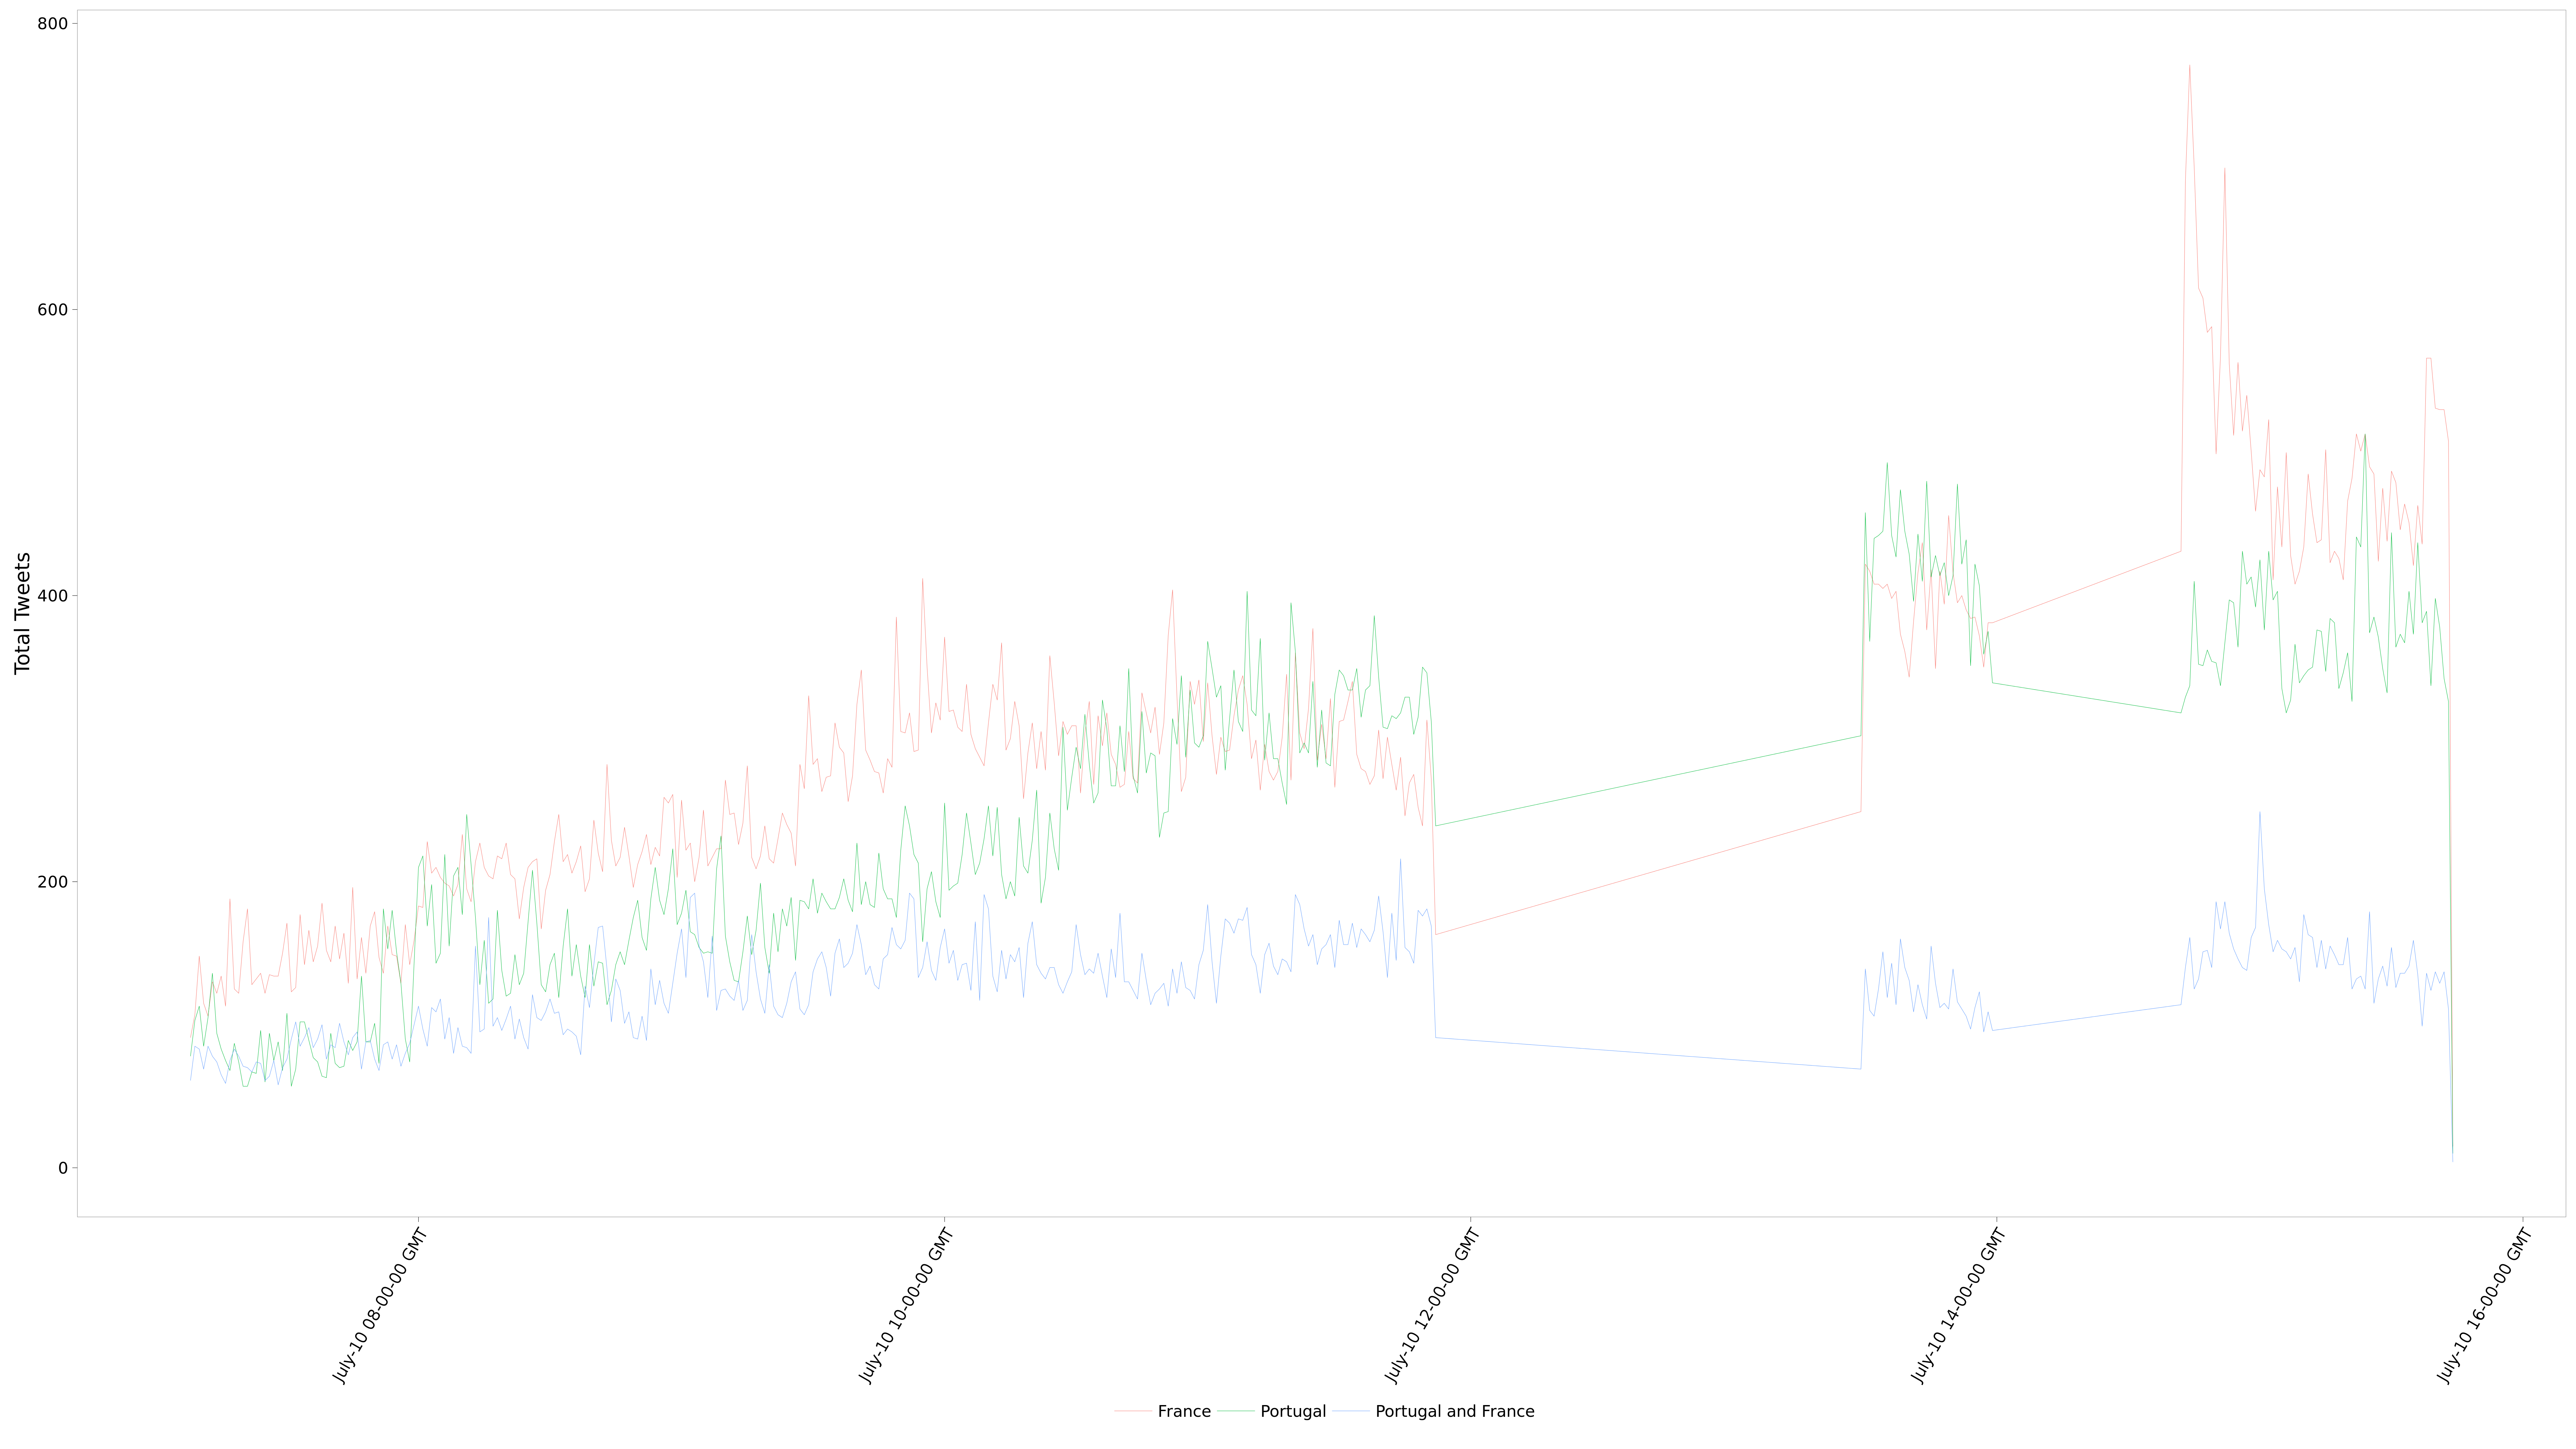 800
600
400
200
0
Total Tweets
July-10 08-00-00 GMT
July-10 10-00-00 GMT
July-10 12-00-00 GMT
July-10 14-00-00 GMT
July-10 16-00-00 GMT
France Portugal Portugal and France